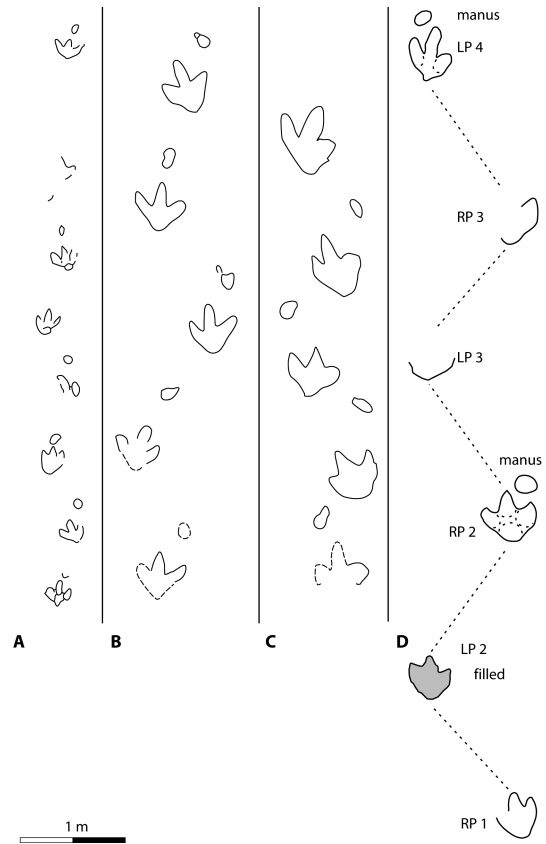 manus
LP 4
RP 3
LP 3
manus
RP 2
A
B
C
D
LP 2
filled
RP 1
1 m